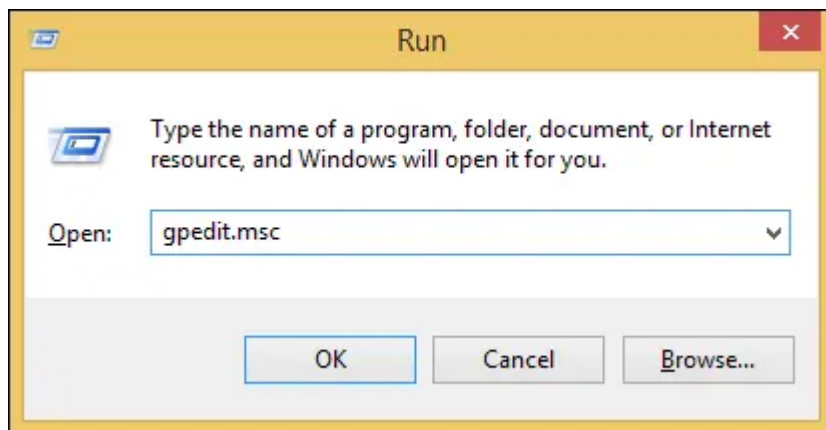 Run
Type the name of a program, folder, document, or Internet
resource, and Windows will open it for you.
Open: gpedit.msc
OK Cancel Browse...